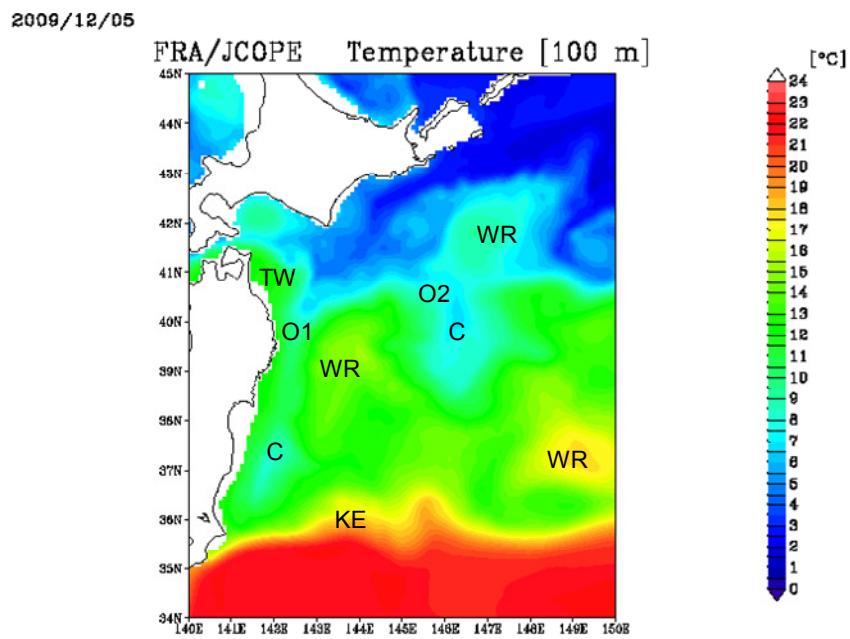 2009/12/05
FRA/JCOPE Temperature [100 m]
[°C]
45N
44N
43N
42N
41N
40N
39N
38N
37N
36N
35N
34N
140E 141E 142E 143E 144E 145E 146E 147E 148E 149E 150E
WR
TW
O2
O1
C
WR
C
WR
KE
24
23
22
21
20
19
18
17
16
15
14
13
12
11
10
9
8
7
6
5
4
3
2
1
0